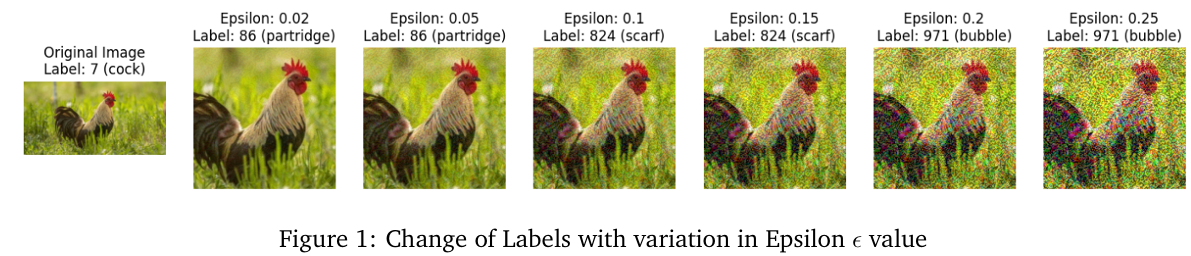 Original Image
Label: 7 (cock)
Epsilon: 0.02
Label: 86 (partridge)
Epsilon: 0.05
Label: 86 (partridge)
Epsilon: 0.1
Label: 824 (scarf)
Epsilon: 0.15
Label: 824 (scarf)
Epsilon: 0.2
Label: 971 (bubble)
Epsilon: 0.25
Label: 971 (bubble)
Figure 1: Change of Labels with variation in Epsilon ϵ value